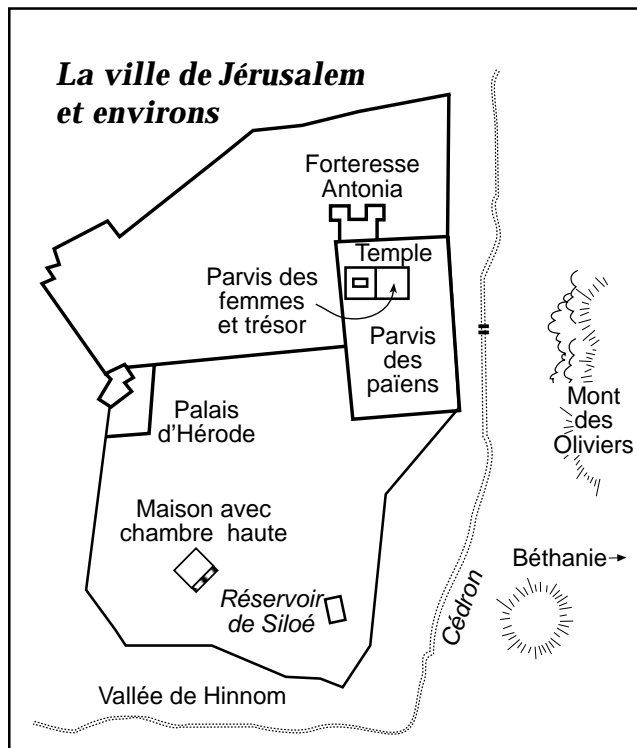 La ville de Jérusalem
et environs
Forteresse
Antonia
Temple
Parvis des
femmes
et trésor
Parvis
des
païens
Mont
des
Oliviers
Palais
d'Hérode
Maison avec
chambre haute
Réservoir
de Siloé
Cédron
Béthanie
Vallée de Hinnom